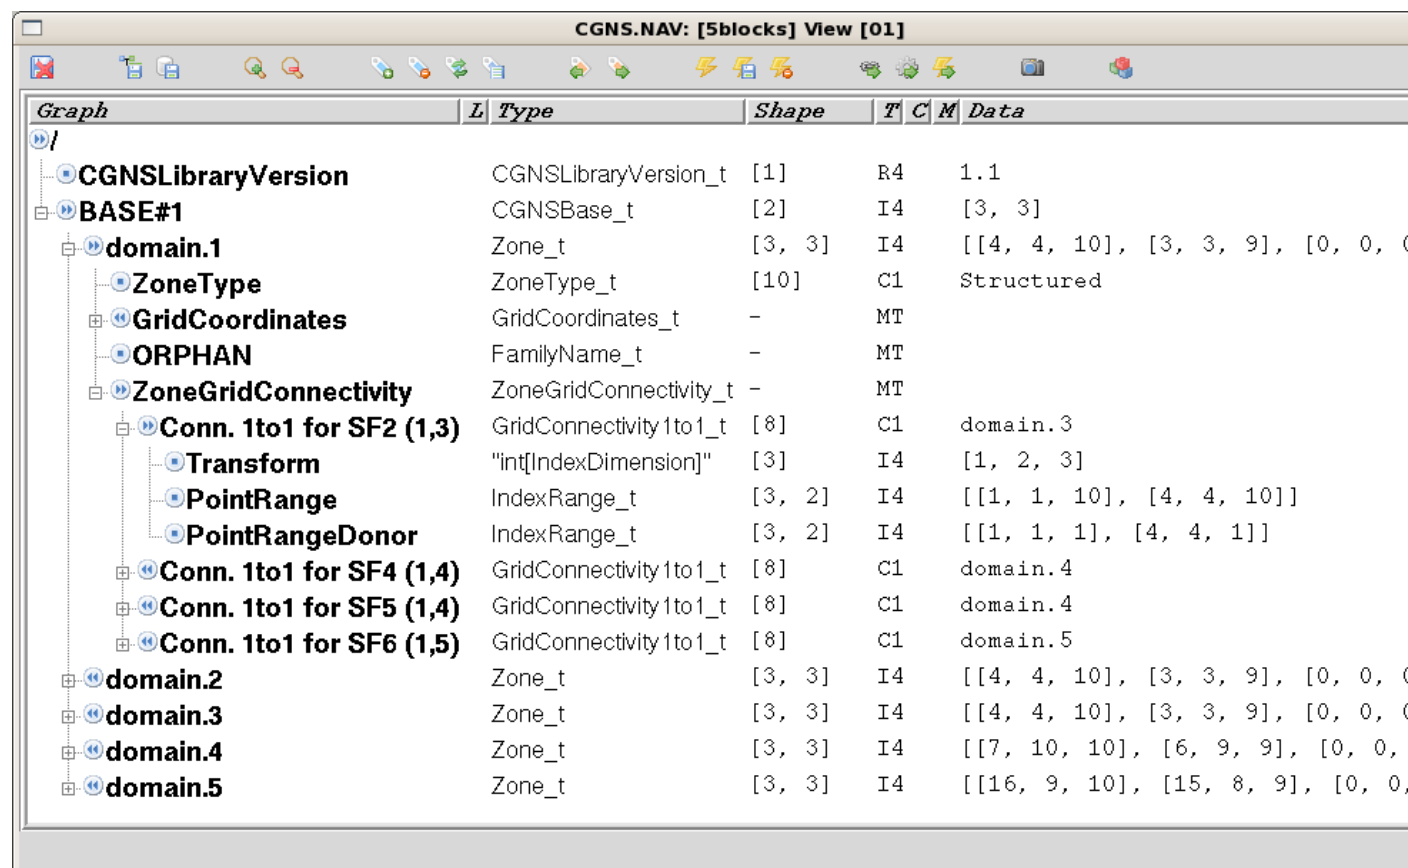 CGNS.NAV: [5blocks] View [01]
Graph L Type Shape T C M Data
/
CGNSLibraryVersion CGNSLibraryVersion_t [1] R4 1.1
BASE#1 CGNSBase_t [2] I4 [3, 3]
domain.1 Zone_t [3, 3] I4 [[4, 4, 10], [3, 3, 9], [0, 0, 0
ZoneType ZoneType_t [10] C1 Structured
GridCoordinates GridCoordinates_t - MT
ORPHAN FamilyName_t - MT
ZoneGridConnectivity ZoneGridConnectivity_t - MT
Conn. 1to1 for SF2 (1,3) GridConnectivity1to1_t [8] C1 domain.3
Transform "int[IndexDimension]" [3] I4 [1, 2, 3]
PointRange IndexRange_t [3, 2] I4 [[1, 1, 10], [4, 4, 10]]
PointRangeDonor IndexRange_t [3, 2] I4 [[1, 1, 1], [4, 4, 1]]
Conn. 1to1 for SF4 (1,4) GridConnectivity1to1_t [8] C1 domain.4
Conn. 1to1 for SF5 (1,4) GridConnectivity1to1_t [8] C1 domain.4
Conn. 1to1 for SF6 (1,5) GridConnectivity1to1_t [8] C1 domain.5
domain.2 Zone_t [3, 3] I4 [[4, 4, 10], [3, 3, 9], [0, 0, 0
domain.3 Zone_t [3, 3] I4 [[4, 4, 10], [3, 3, 9], [0, 0, 0
domain.4 Zone_t [3, 3] I4 [[7, 10, 10], [6, 9, 9], [0, 0,
domain.5 Zone_t [3, 3] I4 [[16, 9, 10], [15, 8, 9], [0, 0,